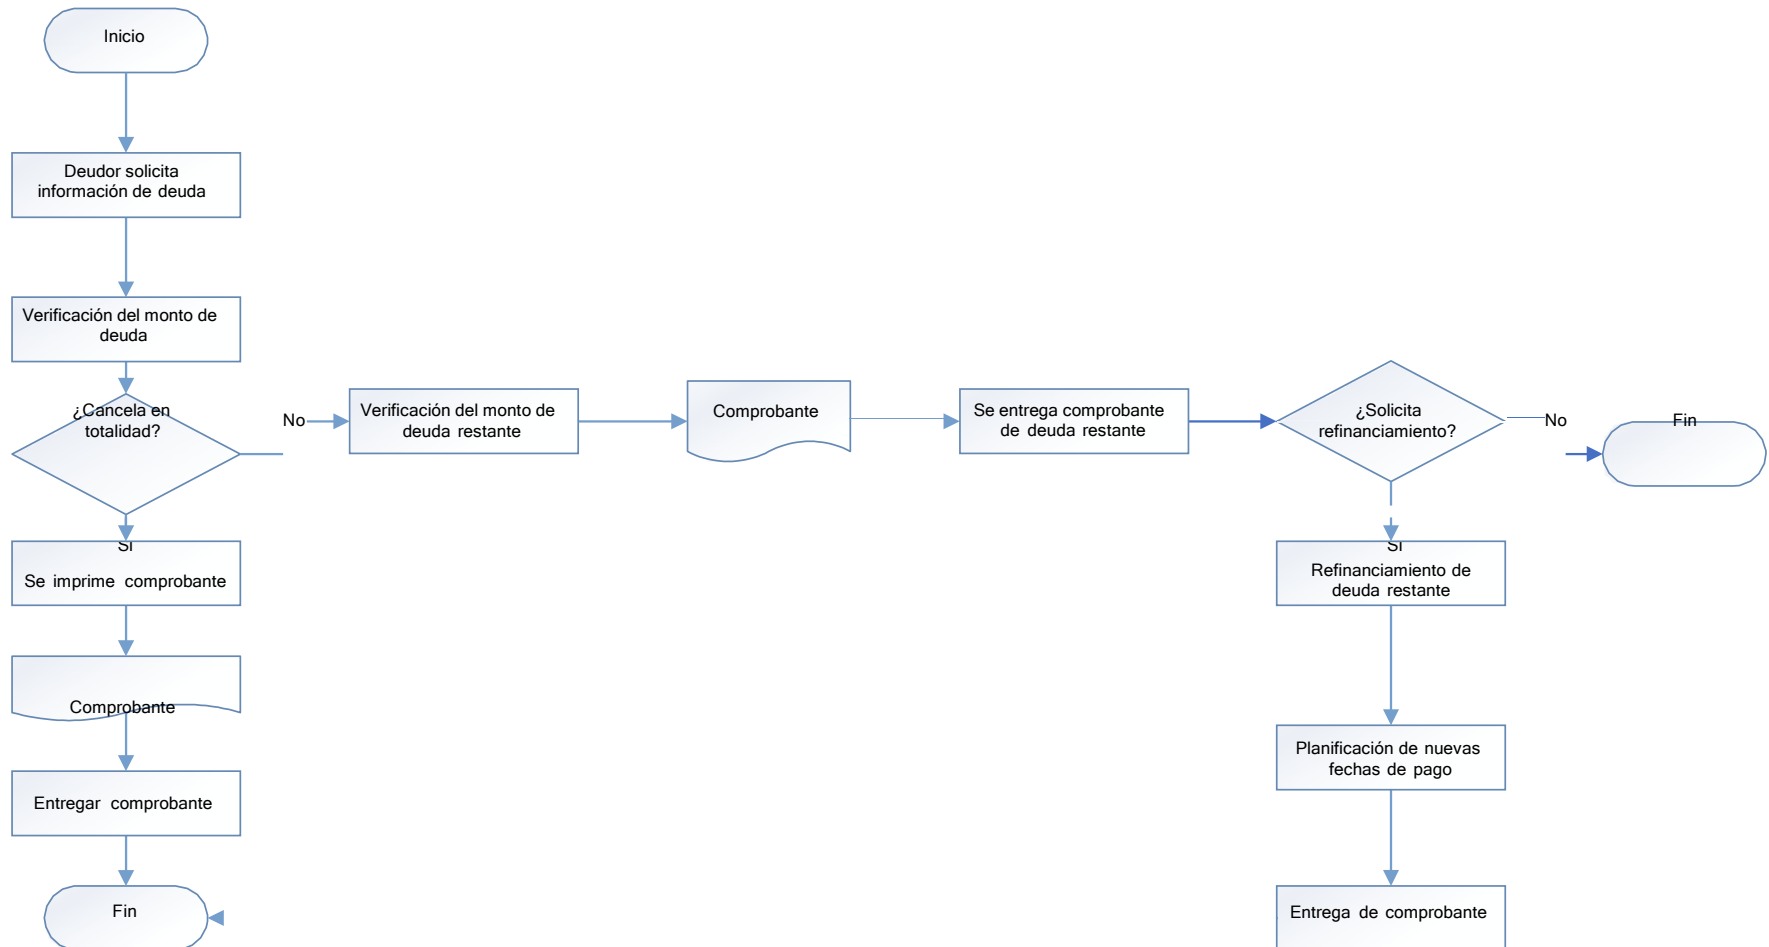 Inicio
Deudor solicita
información de deuda
Verificación del monto de
deuda
¿Cancela en
totalidad?
No
Verificación del monto de
deuda restante
Comprobante
Se entrega comprobante
de deuda restante
¿Solicita
refinanciamiento?
No
Fin
Si
Se imprime comprobante
Comprobante
Entregar comprobante
Fin
Si
Refinanciamiento de
deuda restante
Planificación de nuevas
fechas de pago
Entrega de comprobante